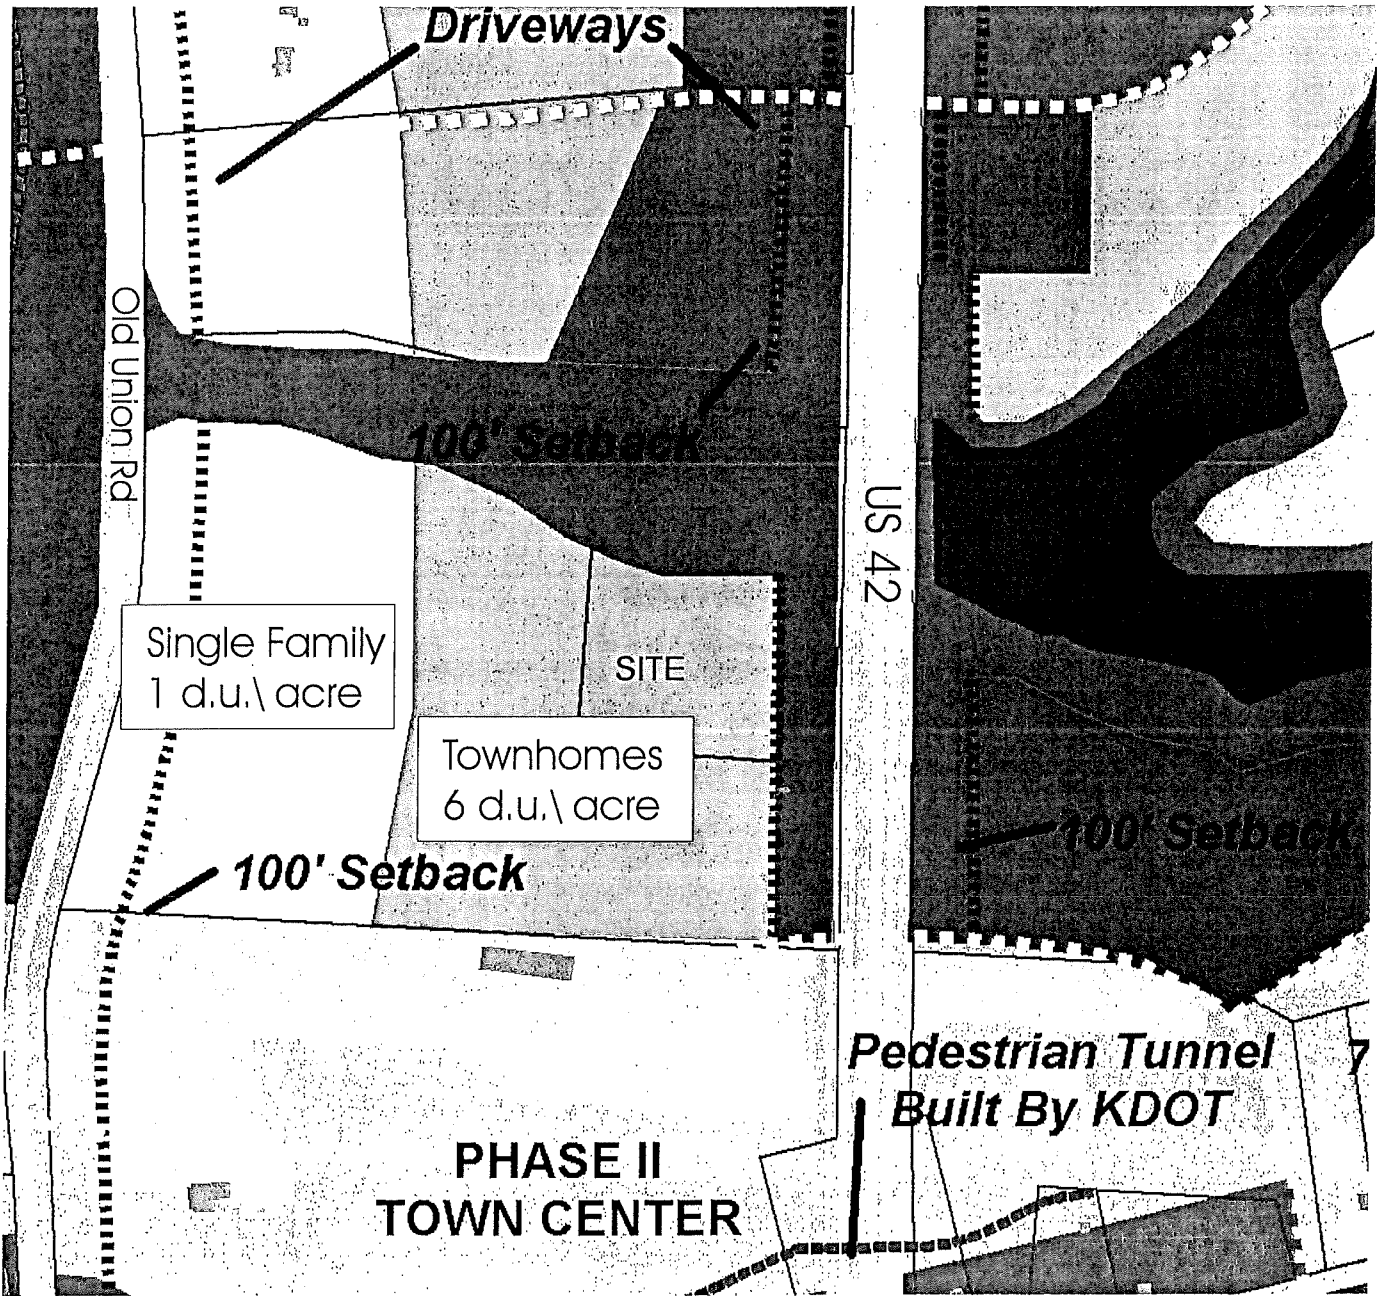 Driveways
Old Union Rd
100' Setback
US 42
Single Family
1 d.u.\ acre
SITE
Townhomes
6 d.u.\ acre
100' Setback
100' Setback
Pedestrian Tunnel
Built By KDOT
7
PHASE II
TOWN CENTER